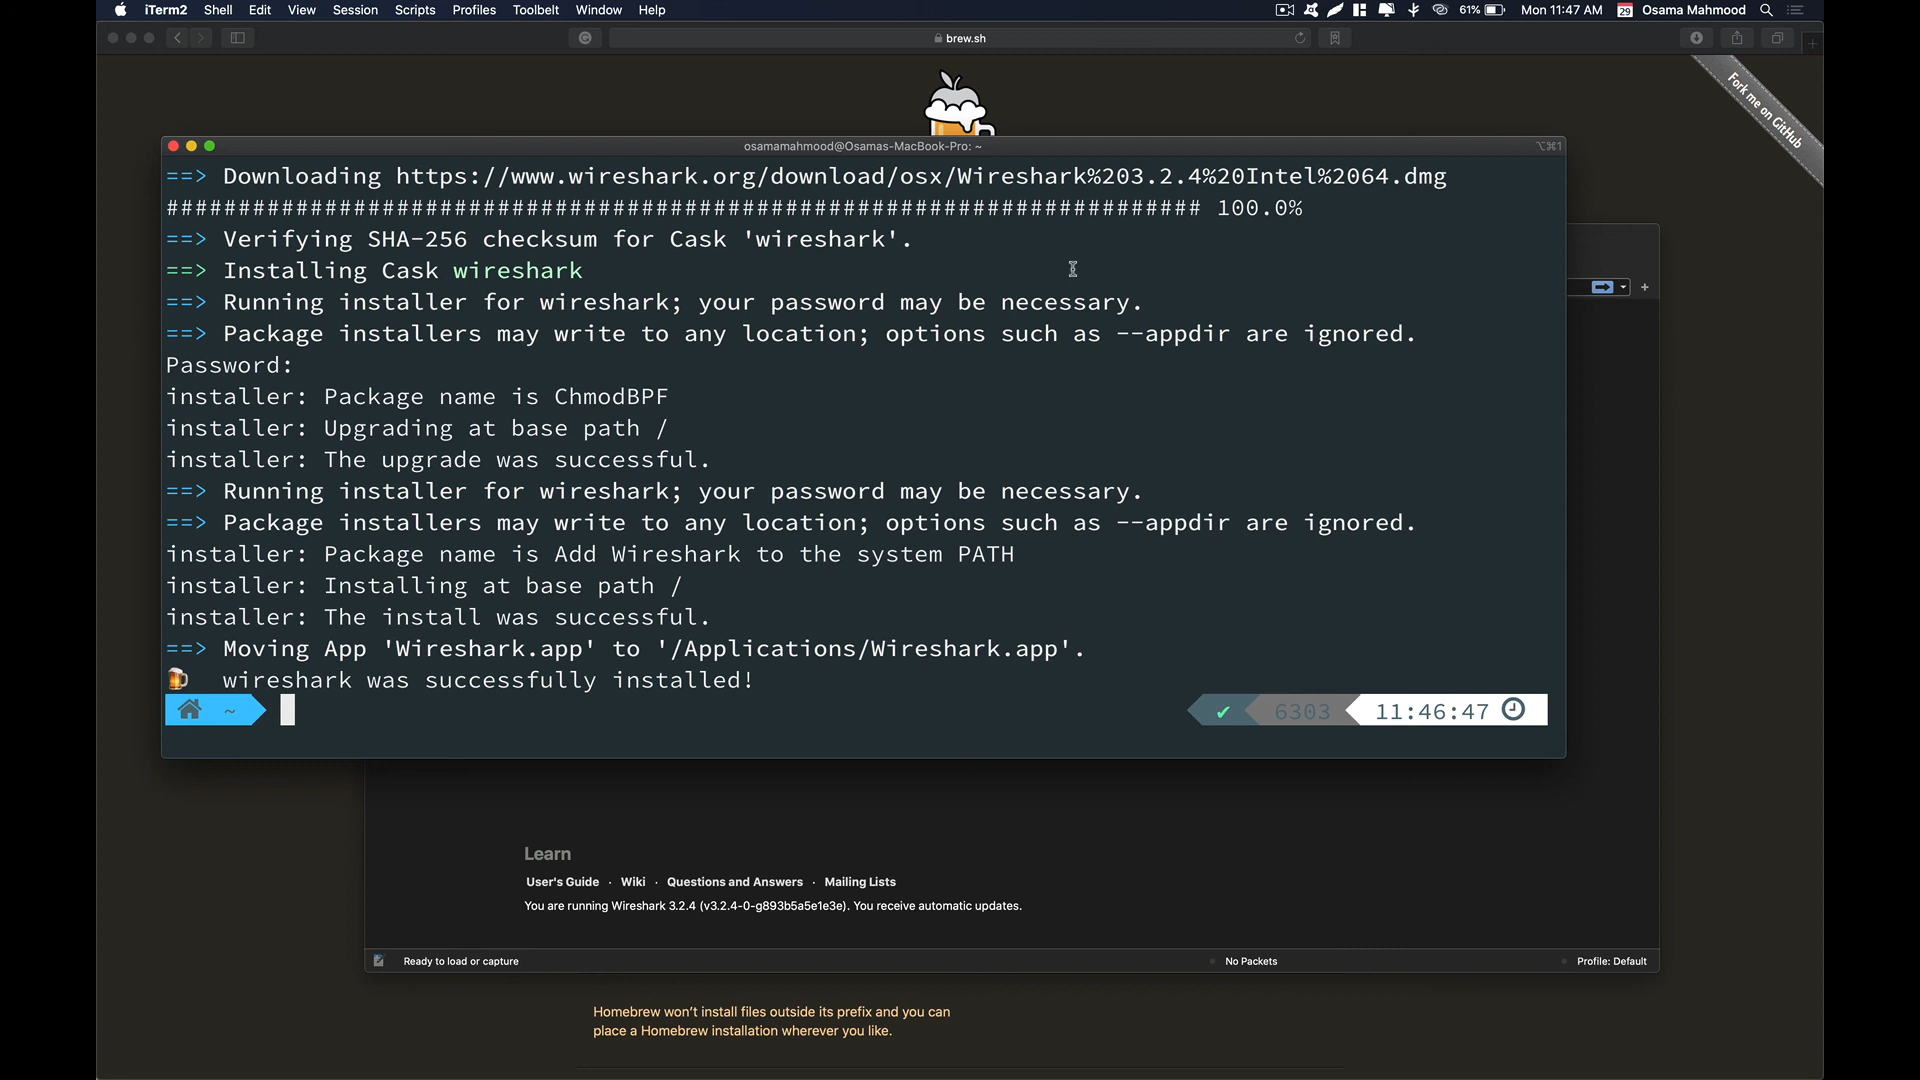 iTerm2 Shell Edit View Session Scripts Profiles Toolbelt Window Help 61% Mon 11:47 AM 29 Osama Mahmood
brew.sh
Fork me on GitHub
osamamahmood@Osamas-MacBook-Pro: ~ ⌥⌘1
==> Downloading https://www.wireshark.org/download/osx/Wireshark%203.2.4%20Intel%2064.dmg
######################################################################## 100.0%
==> Verifying SHA-256 checksum for Cask 'wireshark'.
==> Installing Cask wireshark
==> Running installer for wireshark; your password may be necessary.
==> Package installers may write to any location; options such as --appdir are ignored.
Password:
installer: Package name is ChmodBPF
installer: Upgrading at base path /
installer: The upgrade was successful.
==> Running installer for wireshark; your password may be necessary.
==> Package installers may write to any location; options such as --appdir are ignored.
installer: Package name is Add Wireshark to the system PATH
installer: Installing at base path /
installer: The install was successful.
==> Moving App 'Wireshark.app' to '/Applications/Wireshark.app'.
🍺 wireshark was successfully installed!
~ ✔ 6303 11:46:47
Learn
User's Guide · Wiki · Questions and Answers · Mailing Lists
You are running Wireshark 3.2.4 (v3.2.4-0-g893b5a5e1e3e). You receive automatic updates.
Ready to load or capture No Packets Profile: Default
Homebrew won't install files outside its prefix and you can
place a Homebrew installation wherever you like.